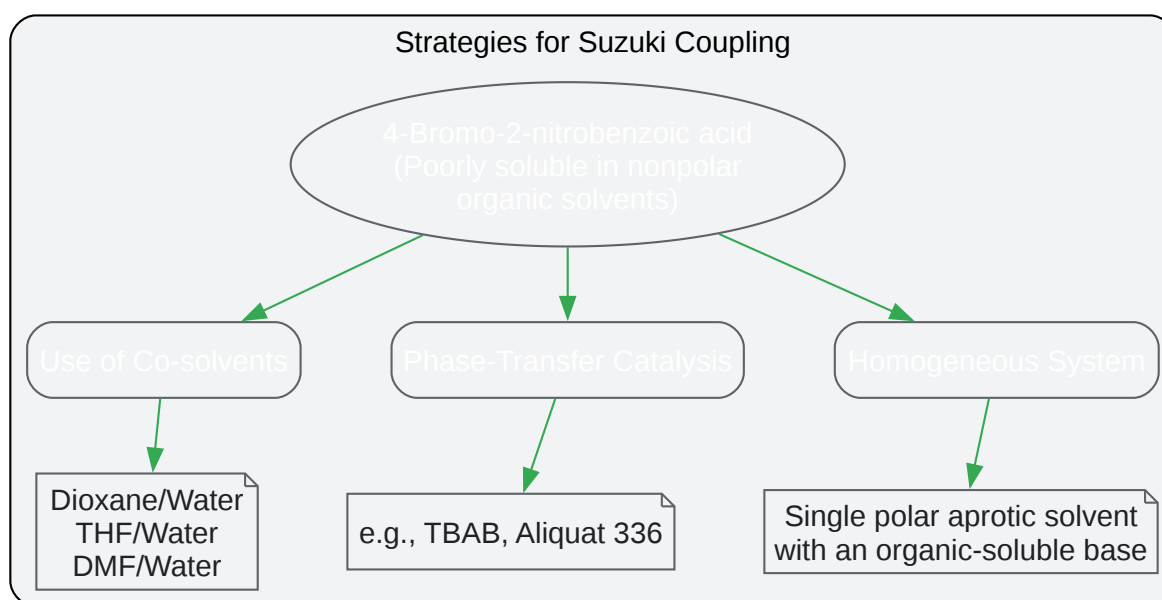 Strategies for Suzuki Coupling
4-Bromo-2-nitrobenzoic acid
(Poorly soluble in nonpolar
organic solvents)
Use of Co-solvents
Phase-Transfer Catalysis
Homogeneous System
Dioxane/Water
THF/Water
DMF/Water
e.g., TBAB, Aliquat 336
Single polar aprotic solvent
with an organic-soluble base